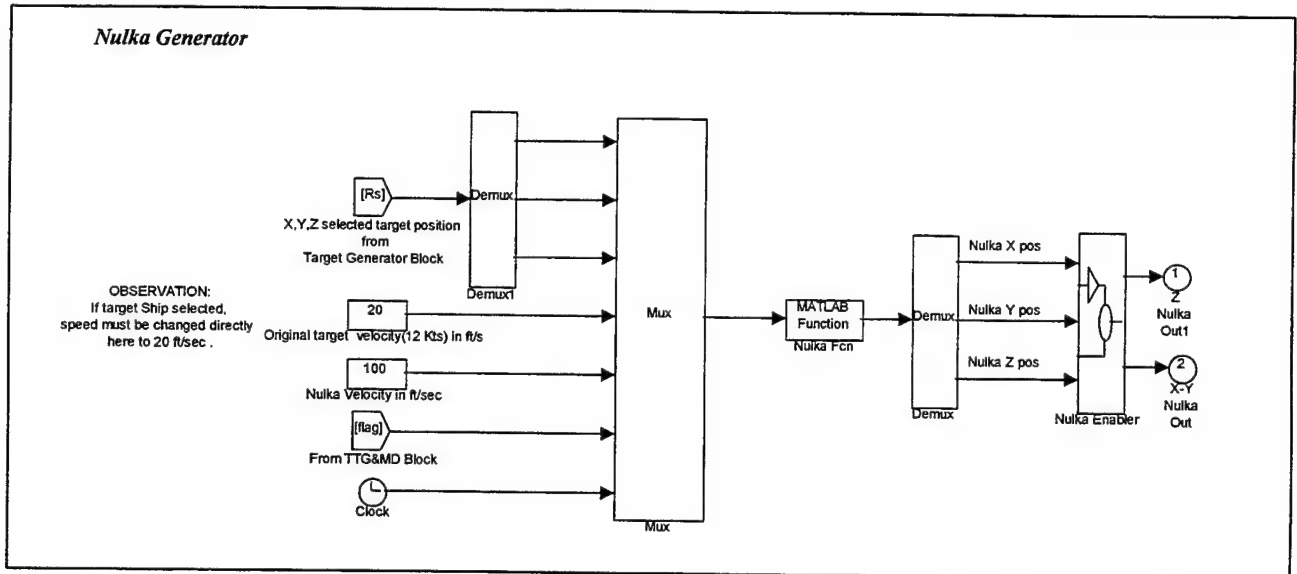 Nulka Generator
[Rs]
X,Y,Z selected target position
from
Target Generator Block
Demux
Demux1
OBSERVATION:
If target Ship selected,
speed must be changed directly
here to 20 ft/sec .
20
Original target velocity(12 Kts) in ft/s
100
Nulka Velocity in ft/sec
[flag]
From TTG&MD Block
Clock
Mux
Mux
MATLAB
Function
Nulka Fcn
Demux
Demux
Nulka X pos
Nulka Y pos
Nulka Z pos
Nulka Enabler
1
Z
Nulka
Out1
2
X-Y
Nulka
Out